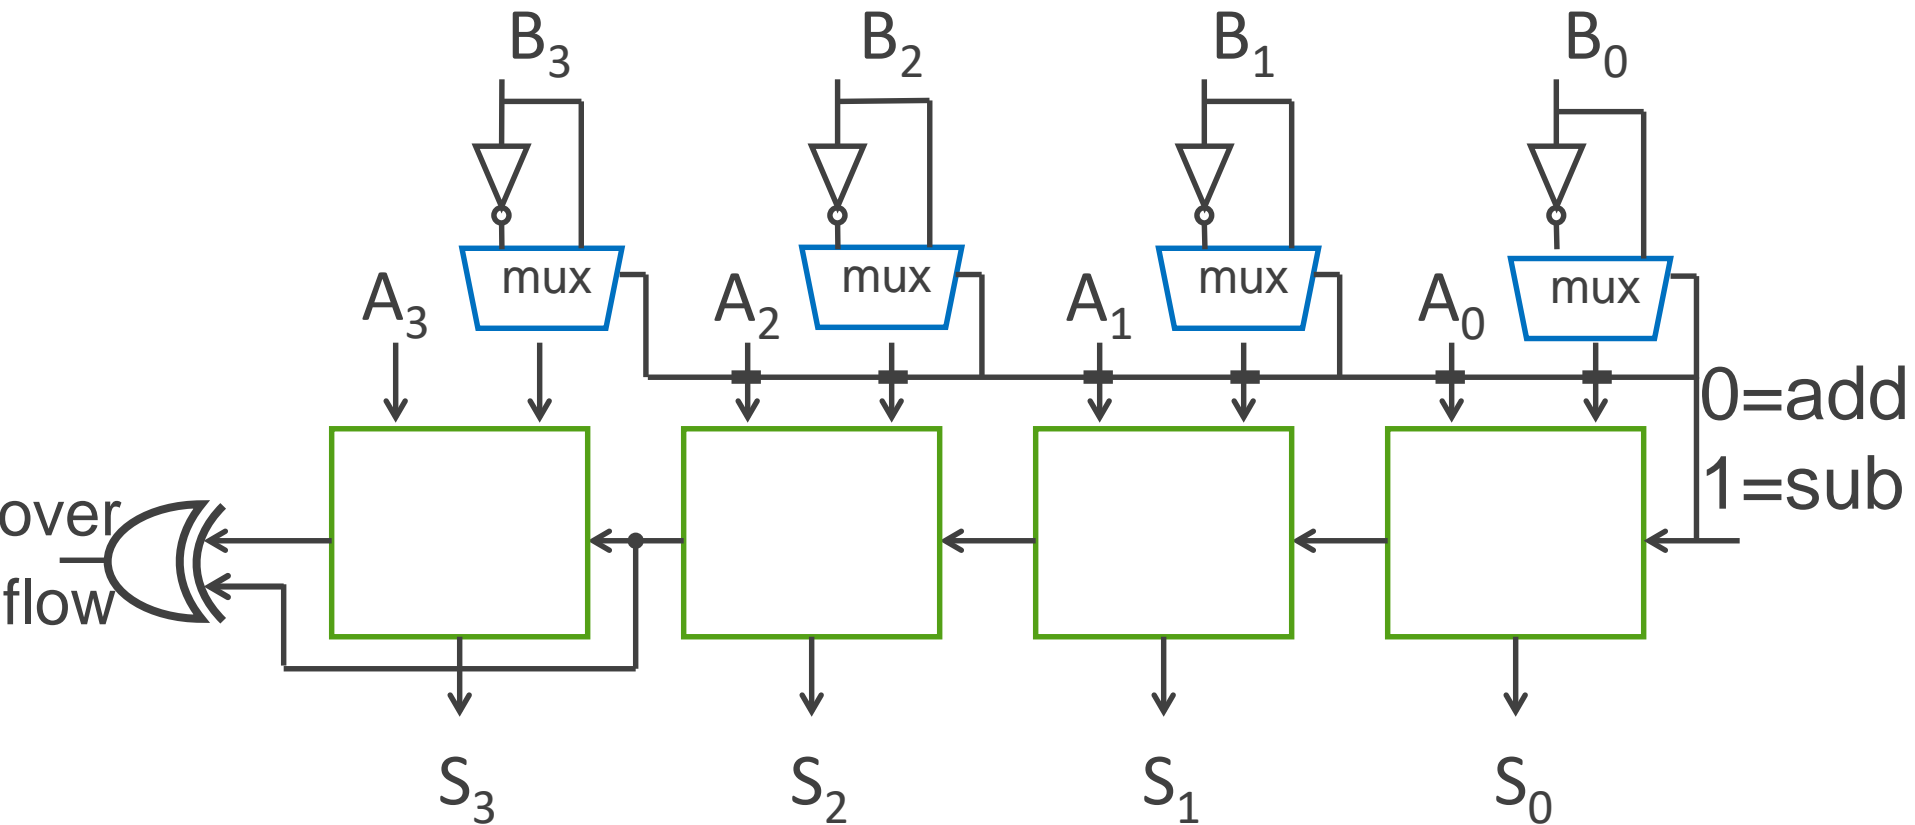 B3 B2 B1 B0
mux mux mux mux
A3 A2 A1 A0
0=add
1=sub
over
flow
S3 S2 S1 S0